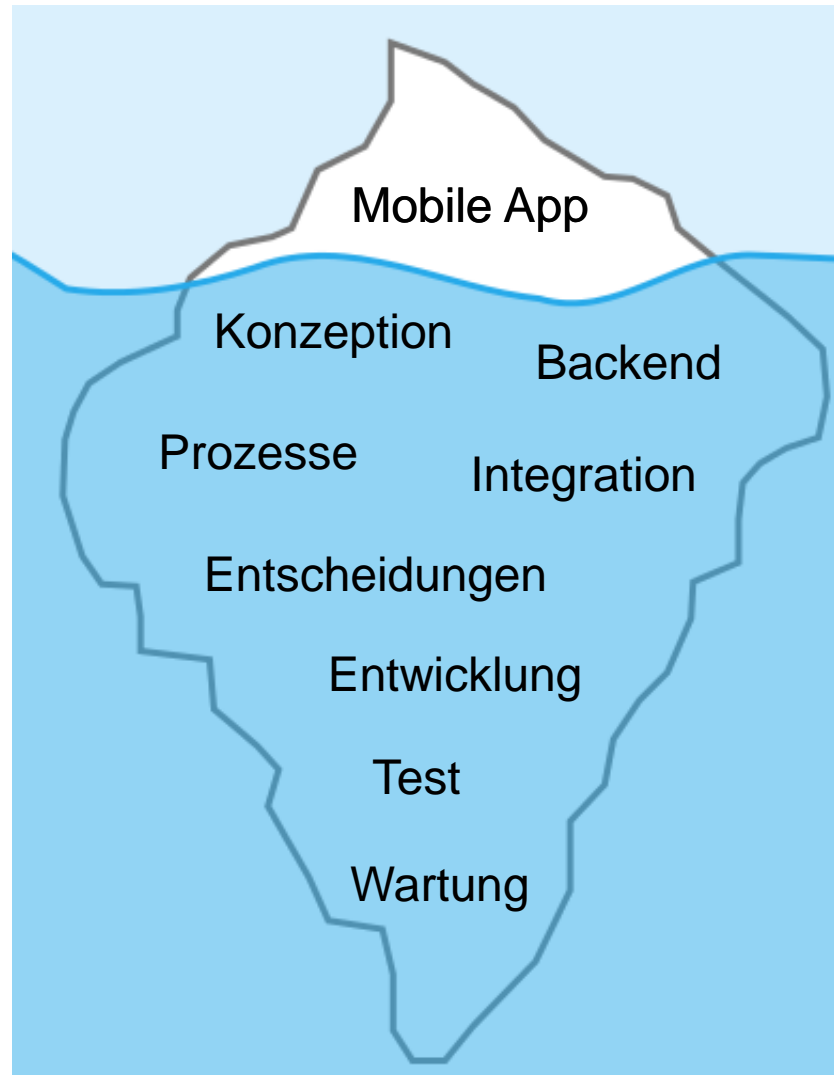 Mobile App
Konzeption
Backend
Prozesse
Integration
Entscheidungen
Entwicklung
Test
Wartung